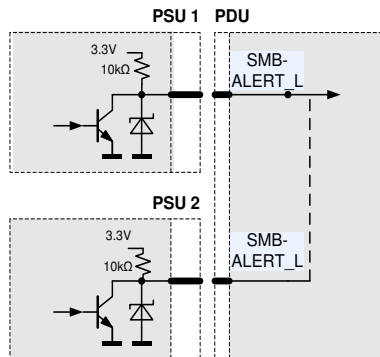 PSU 1 PDU
3.3V
10kΩ
SMB-
ALERT_L
PSU 2
3.3V
10kΩ
SMB-
ALERT_L